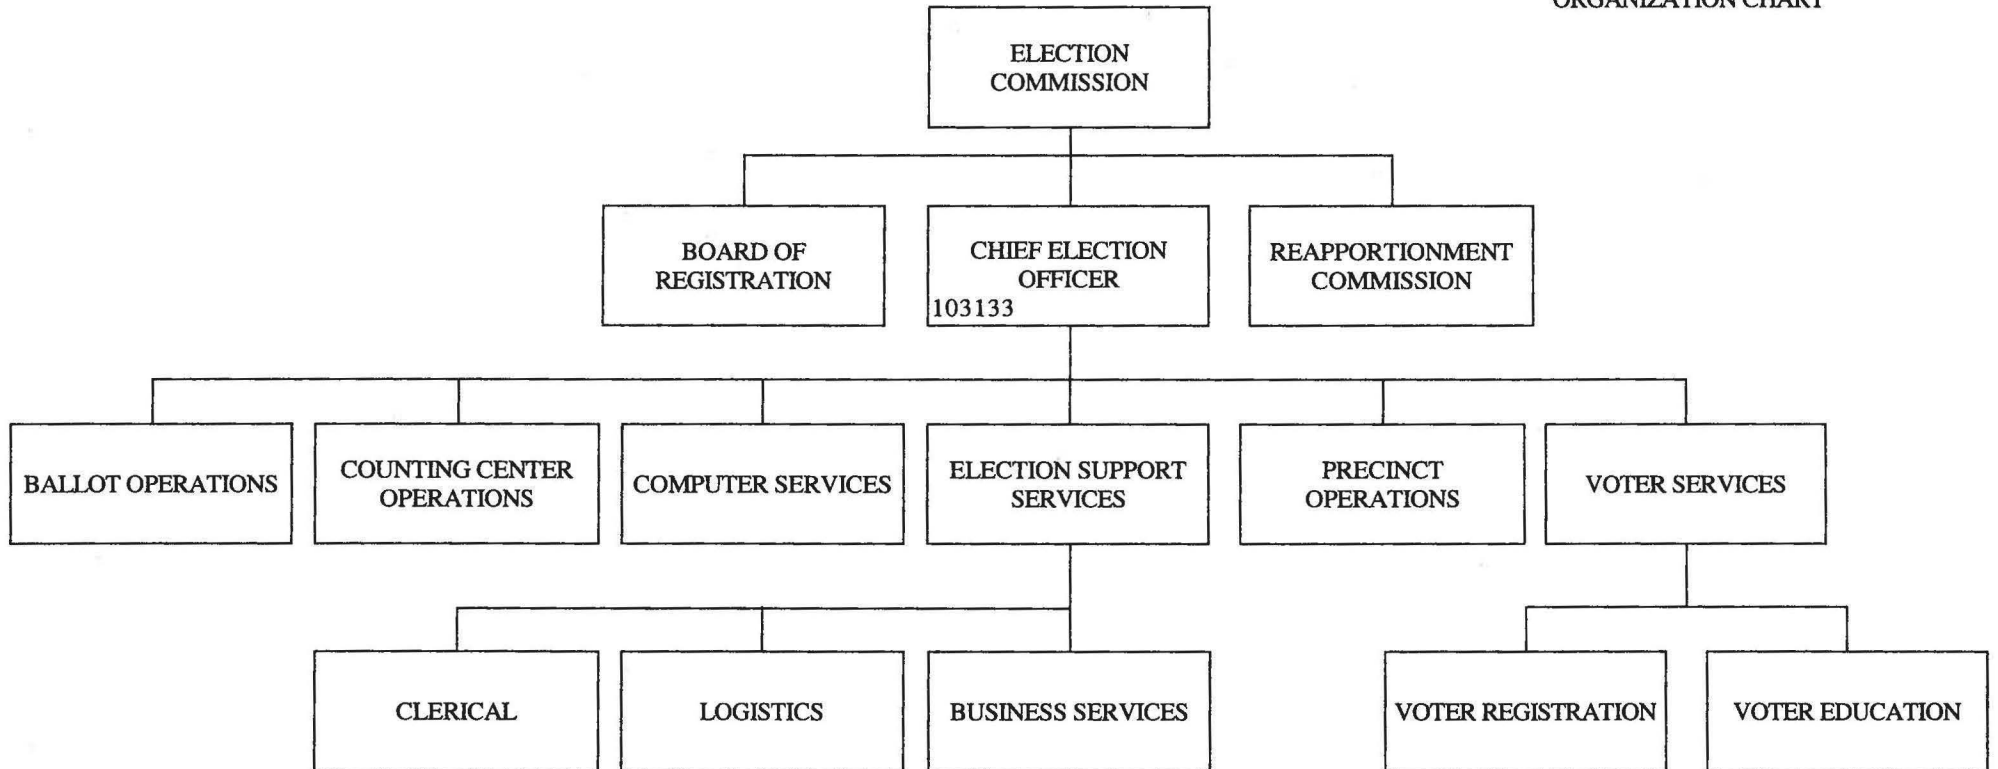 ORGANIZATION CHART
ELECTION
COMMISSION
BOARD OF
REGISTRATION
CHIEF ELECTION
OFFICER
103133
REAPPORTIONMENT
COMMISSION
BALLOT OPERATIONS
COUNTING CENTER
OPERATIONS
COMPUTER SERVICES
ELECTION SUPPORT
SERVICES
PRECINCT
OPERATIONS
VOTER SERVICES
CLERICAL
LOGISTICS
BUSINESS SERVICES
VOTER REGISTRATION
VOTER EDUCATION